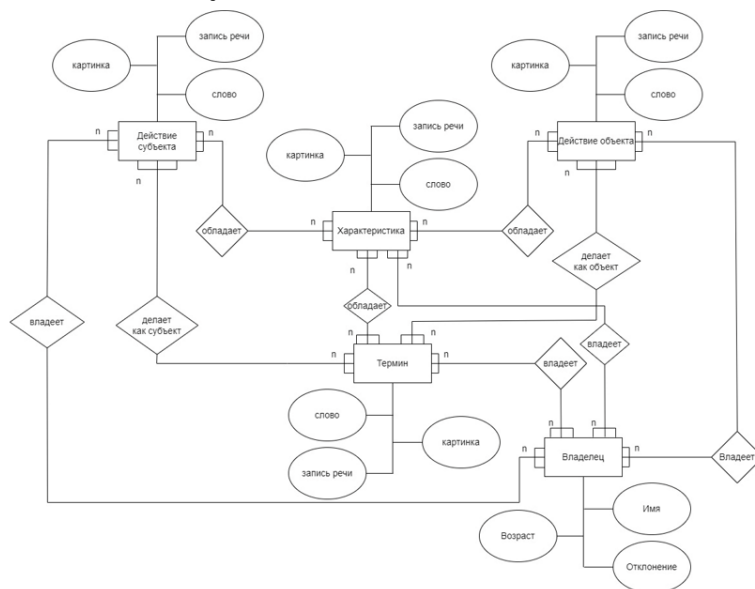 запись речи
запись речи
картинка
картинка
слово
слово
n
Действие
субъекта
n
n
Действие объекта
n
запись речи
n
картинка
n
слово
обладает
n
Характеристика
n
обладает
n
n
делает
как объект
обладает
владеет
делает
как субъект
n
n
владеет
n
Термин
n
владеет
слово
n
n
картинка
n
Владелец
n
Владеет
запись речи
Имя
Возраст
Отклонение